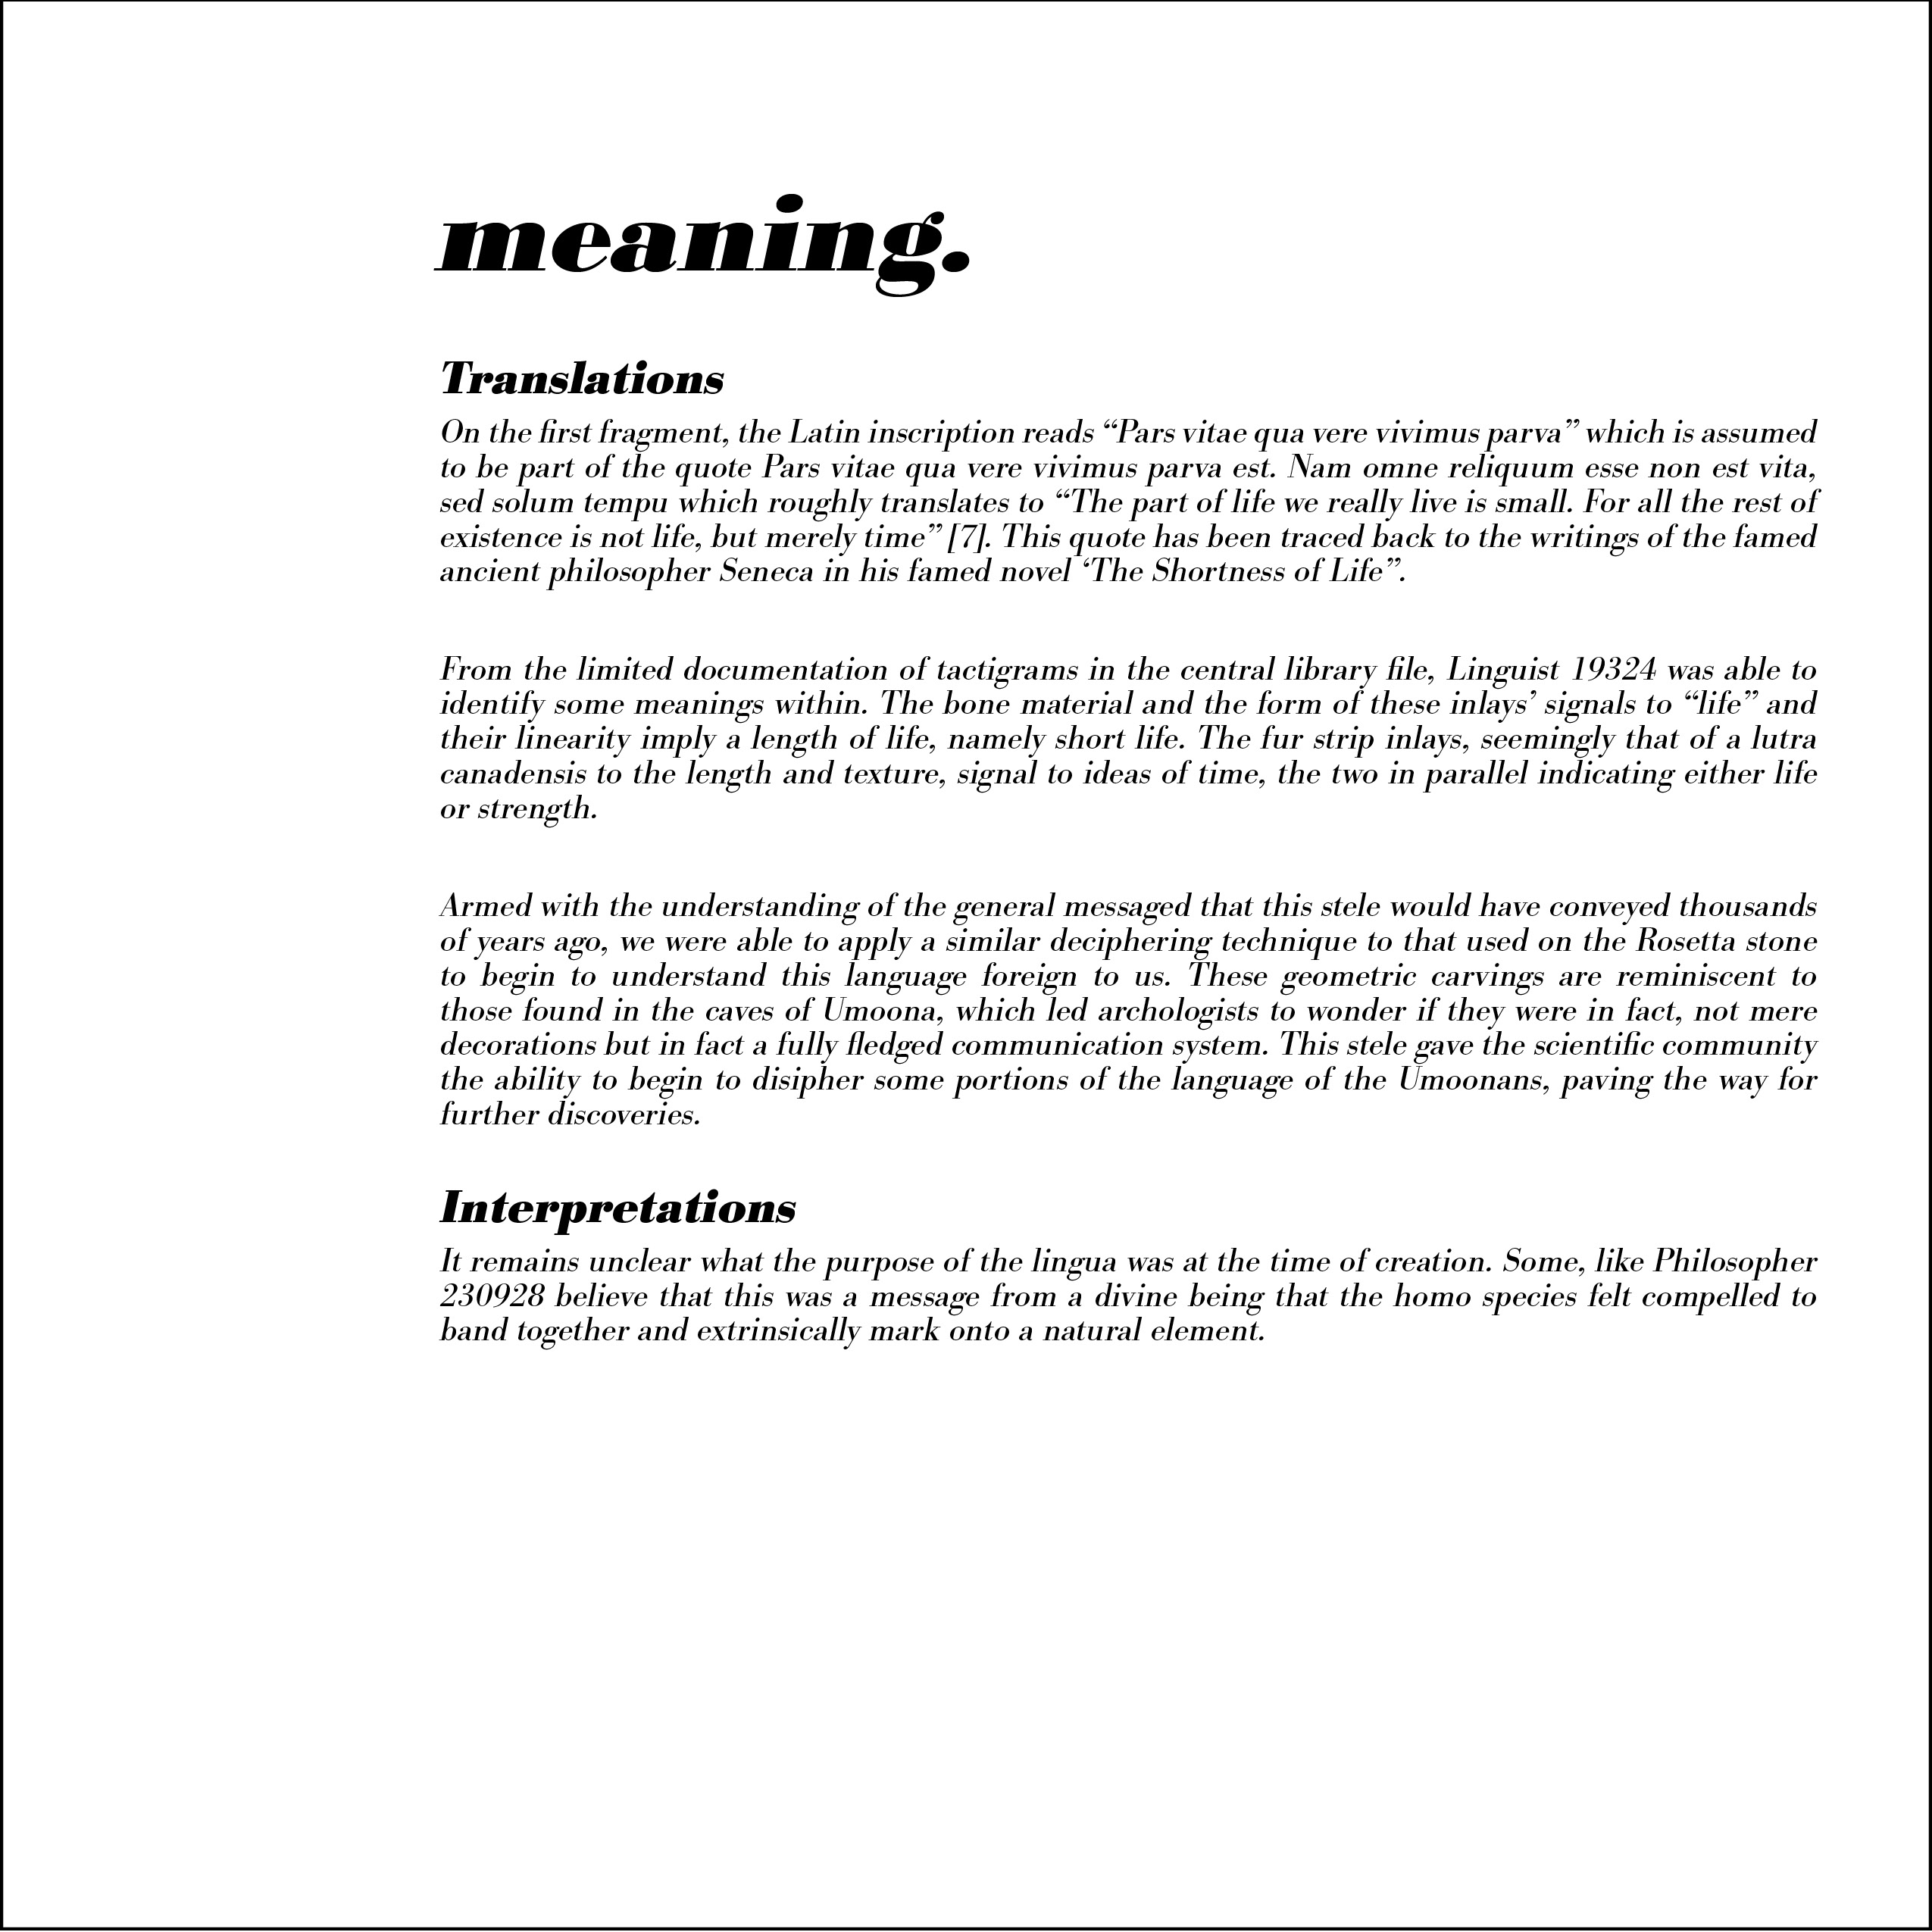 meaning.
Translations
On the first fragment, the Latin inscription reads “Pars vitae qua vere vivimus parva” which is assumed
to be part of the quote Pars vitae qua vere vivimus parva est. Nam omne reliquum esse non est vita,
sed solum tempu which roughly translates to “The part of life we really live is small. For all the rest of
existence is not life, but merely time” [7]. This quote has been traced back to the writings of the famed
ancient philosopher Seneca in his famed novel ‘The Shortness of Life”.
From the limited documentation of tactigrams in the central library file, Linguist 19324 was able to
identify some meanings within. The bone material and the form of these inlays’ signals to “life” and
their linearity imply a length of life, namely short life. The fur strip inlays, seemingly that of a lutra
canadensis to the length and texture, signal to ideas of time, the two in parallel indicating either life
or strength.
Armed with the understanding of the general messaged that this stele would have conveyed thousands
of years ago, we were able to apply a similar deciphering technique to that used on the Rosetta stone
to begin to understand this language foreign to us. These geometric carvings are reminiscent to
those found in the caves of Umoona, which led archologists to wonder if they were in fact, not mere
decorations but in fact a fully fledged communication system. This stele gave the scientific community
the ability to begin to disipher some portions of the language of the Umoonans, paving the way for
further discoveries.
Interpretations
It remains unclear what the purpose of the lingua was at the time of creation. Some, like Philosopher
230928 believe that this was a message from a divine being that the homo species felt compelled to
band together and extrinsically mark onto a natural element.